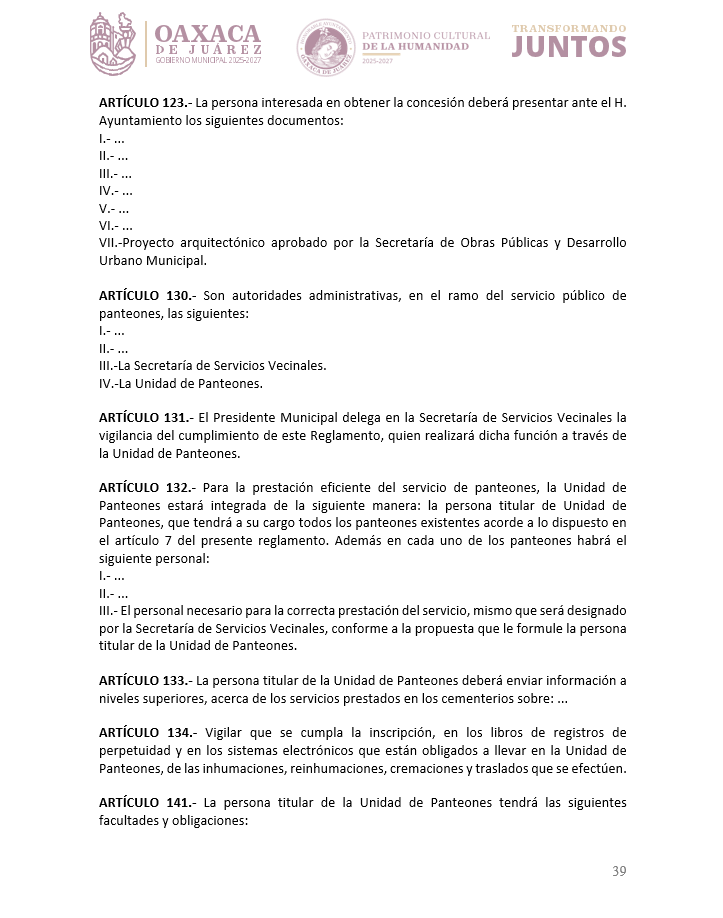 OAXACA
DE JUÁREZ
GOBIERNO MUNICIPAL 2025-2027
PATRIMONIO CULTURAL
DE LA HUMANIDAD
2025-2027
TRANSFORMANDO
JUNTOS
ARTÍCULO 123.- La persona interesada en obtener la concesión deberá presentar ante el H.
Ayuntamiento los siguientes documentos:
I.- ...
II.- ...
III.- ...
IV.- ...
V.- ...
VI.- ...
VII.-Proyecto arquitectónico aprobado por la Secretaría de Obras Públicas y Desarrollo
Urbano Municipal.
ARTÍCULO 130.- Son autoridades administrativas, en el ramo del servicio público de
panteones, las siguientes:
I.- ...
II.- ...
III.-La Secretaría de Servicios Vecinales.
IV.-La Unidad de Panteones.
ARTÍCULO 131.- El Presidente Municipal delega en la Secretaría de Servicios Vecinales la
vigilancia del cumplimiento de este Reglamento, quien realizará dicha función a través de
la Unidad de Panteones.
ARTÍCULO 132.- Para la prestación eficiente del servicio de panteones, la Unidad de
Panteones estará integrada de la siguiente manera: la persona titular de Unidad de
Panteones, que tendrá a su cargo todos los panteones existentes acorde a lo dispuesto en
el artículo 7 del presente reglamento. Además en cada uno de los panteones habrá el
siguiente personal:
I.- ...
II.- ...
III.- El personal necesario para la correcta prestación del servicio, mismo que será designado
por la Secretaría de Servicios Vecinales, conforme a la propuesta que le formule la persona
titular de la Unidad de Panteones.
ARTÍCULO 133.- La persona titular de la Unidad de Panteones deberá enviar información a
niveles superiores, acerca de los servicios prestados en los cementerios sobre: ...
ARTÍCULO 134.- Vigilar que se cumpla la inscripción, en los libros de registros de
perpetuidad y en los sistemas electrónicos que están obligados a llevar en la Unidad de
Panteones, de las inhumaciones, reinhumaciones, cremaciones y traslados que se efectúen.
ARTÍCULO 141.- La persona titular de la Unidad de Panteones tendrá las siguientes
facultades y obligaciones:
39